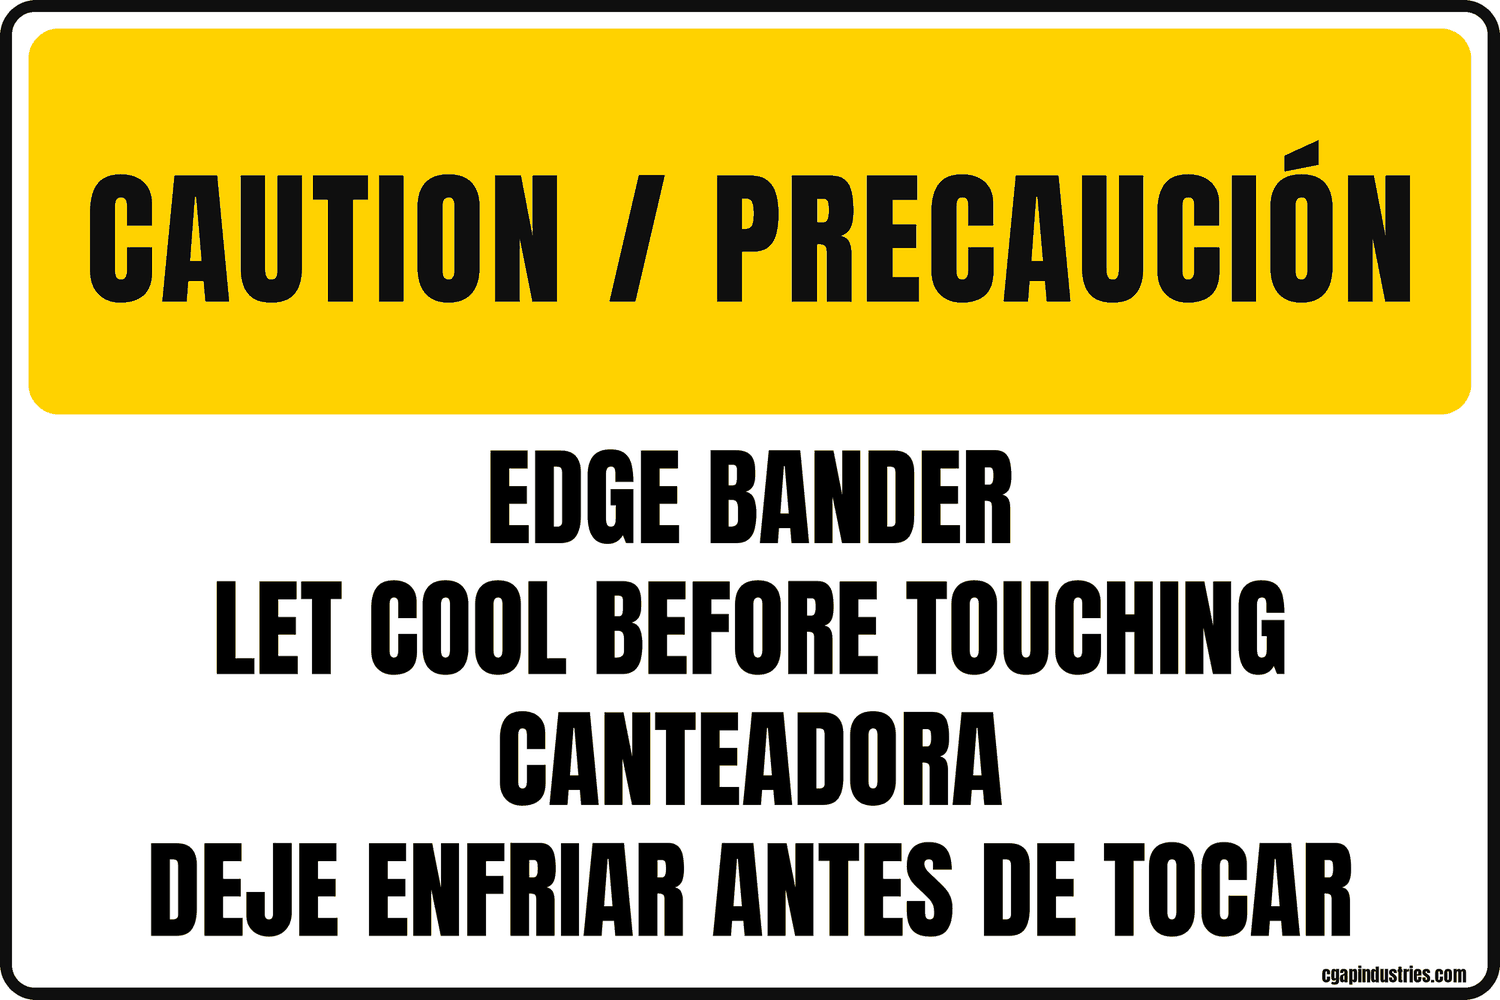 CAUTION / PRECAUCIÓN
EDGE BANDER
LET COOL BEFORE TOUCHING
CANTEADORA
DEJE ENFRIAR ANTES DE TOCAR
cgapindustries.com